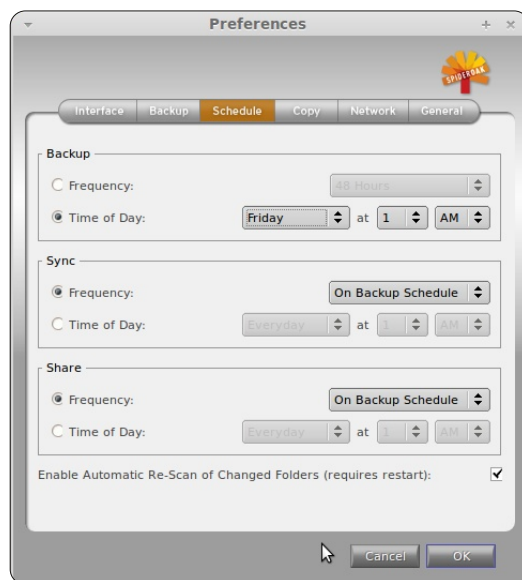 Preferences
SPIDEROAK
Interface Backup Schedule Copy Network General
Backup
Frequency: 48 Hours
Time of Day: Friday at 1 AM
Sync
Frequency: On Backup Schedule
Time of Day: Everyday at 1 AM
Share
Frequency: On Backup Schedule
Time of Day: Everyday at 1 AM
Enable Automatic Re-Scan of Changed Folders (requires restart):
Cancel OK